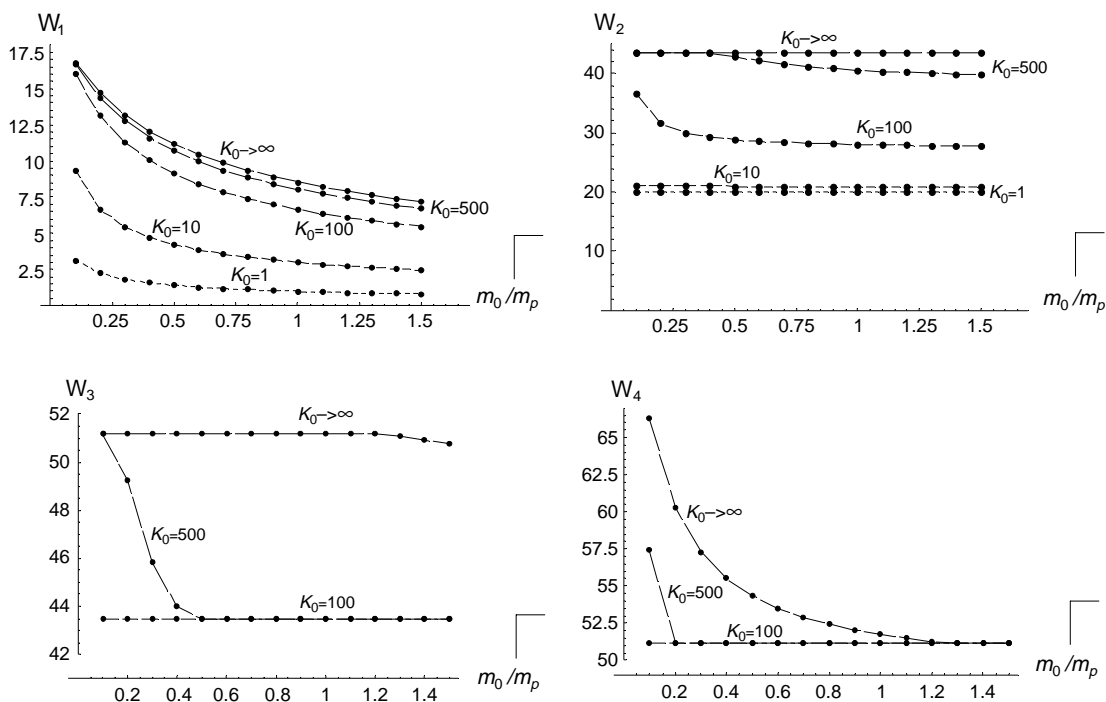 W₁
17.5
15
12.5
10
7.5
5
2.5
K₀->∞
K₀=500
K₀=100
K₀=10
K₀=1
m₀/mₚ
0.25 0.5 0.75 1 1.25 1.5
W₂
40
30
20
10
K₀->∞
K₀=500
K₀=100
K₀=10
K₀=1
m₀/mₚ
0.25 0.5 0.75 1 1.25 1.5
W₃
52
51
50
48
46
44
42
K₀->∞
K₀=500
K₀=100
m₀/mₚ
0.2 0.4 0.6 0.8 1 1.2 1.4
W₄
65
62.5
60
57.5
55
52.5
50
K₀->∞
K₀=500
K₀=100
m₀/mₚ
0.2 0.4 0.6 0.8 1 1.2 1.4